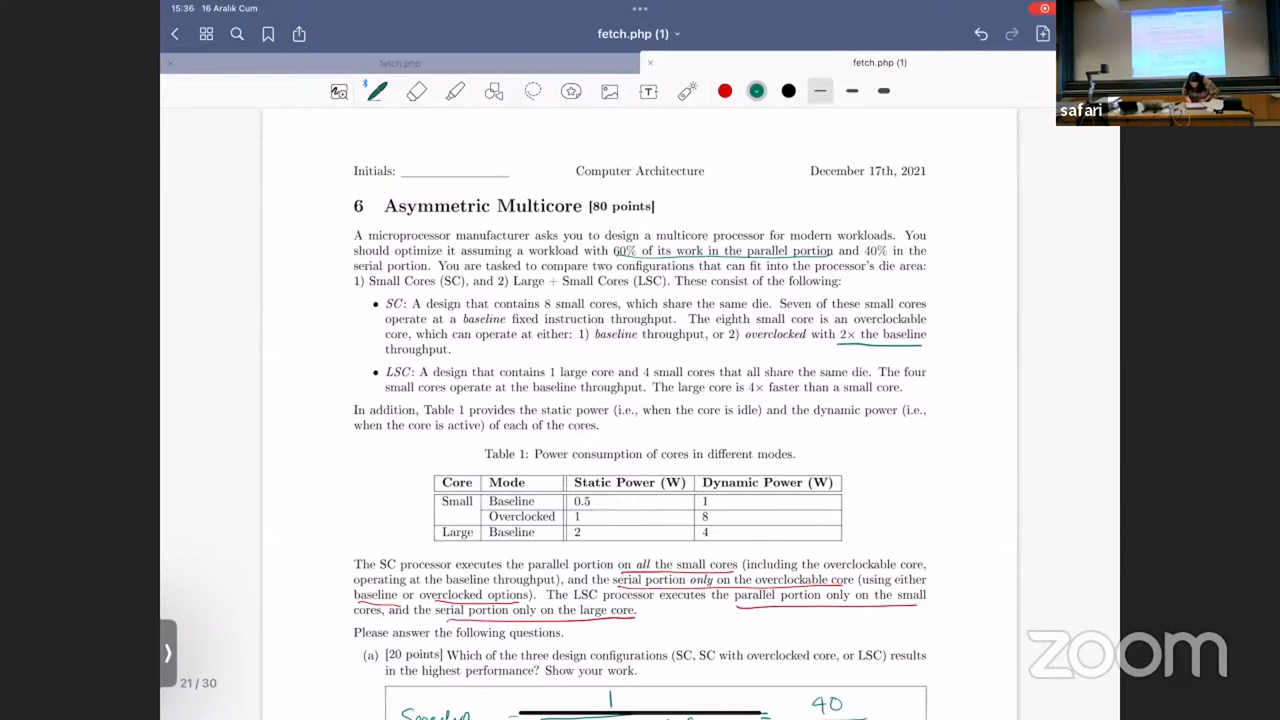 15:36 16 Aralık Cum
fetch.php (1)
fetch.php
fetch.php (1)
safari
Initials: Computer Architecture December 17th, 2021
6 Asymmetric Multicore [80 points]
A microprocessor manufacturer asks you to design a multicore processor for modern workloads. You
should optimize it assuming a workload with 60% of its work in the parallel portion and 40% in the
serial portion. You are tasked to compare two configurations that can fit into the processor's die area:
1) Small Cores (SC), and 2) Large + Small Cores (LSC). These consist of the following:
• SC: A design that contains 8 small cores, which share the same die. Seven of these small cores
operate at a baseline fixed instruction throughput. The eighth small core is an overclockable
core, which can operate at either: 1) baseline throughput, or 2) overclocked with 2× the baseline
throughput.
• LSC: A design that contains 1 large core and 4 small cores that all share the same die. The four
small cores operate at the baseline throughput. The large core is 4× faster than a small core.
In addition, Table 1 provides the static power (i.e., when the core is idle) and the dynamic power (i.e.,
when the core is active) of each of the cores.
Table 1: Power consumption of cores in different modes.
Core Mode Static Power (W) Dynamic Power (W)
Small Baseline 0.5 1
Overclocked 1 8
Large Baseline 2 4
The SC processor executes the parallel portion on all the small cores (including the overclockable core,
operating at the baseline throughput), and the serial portion only on the overclockable core (using either
baseline or overclocked options). The LSC processor executes the parallel portion only on the small
cores, and the serial portion only on the large core.
Please answer the following questions.
(a) [20 points] Which of the three design configurations (SC, SC with overclocked core, or LSC) results
in the highest performance? Show your work.
1 40
=
21 / 30
zoom